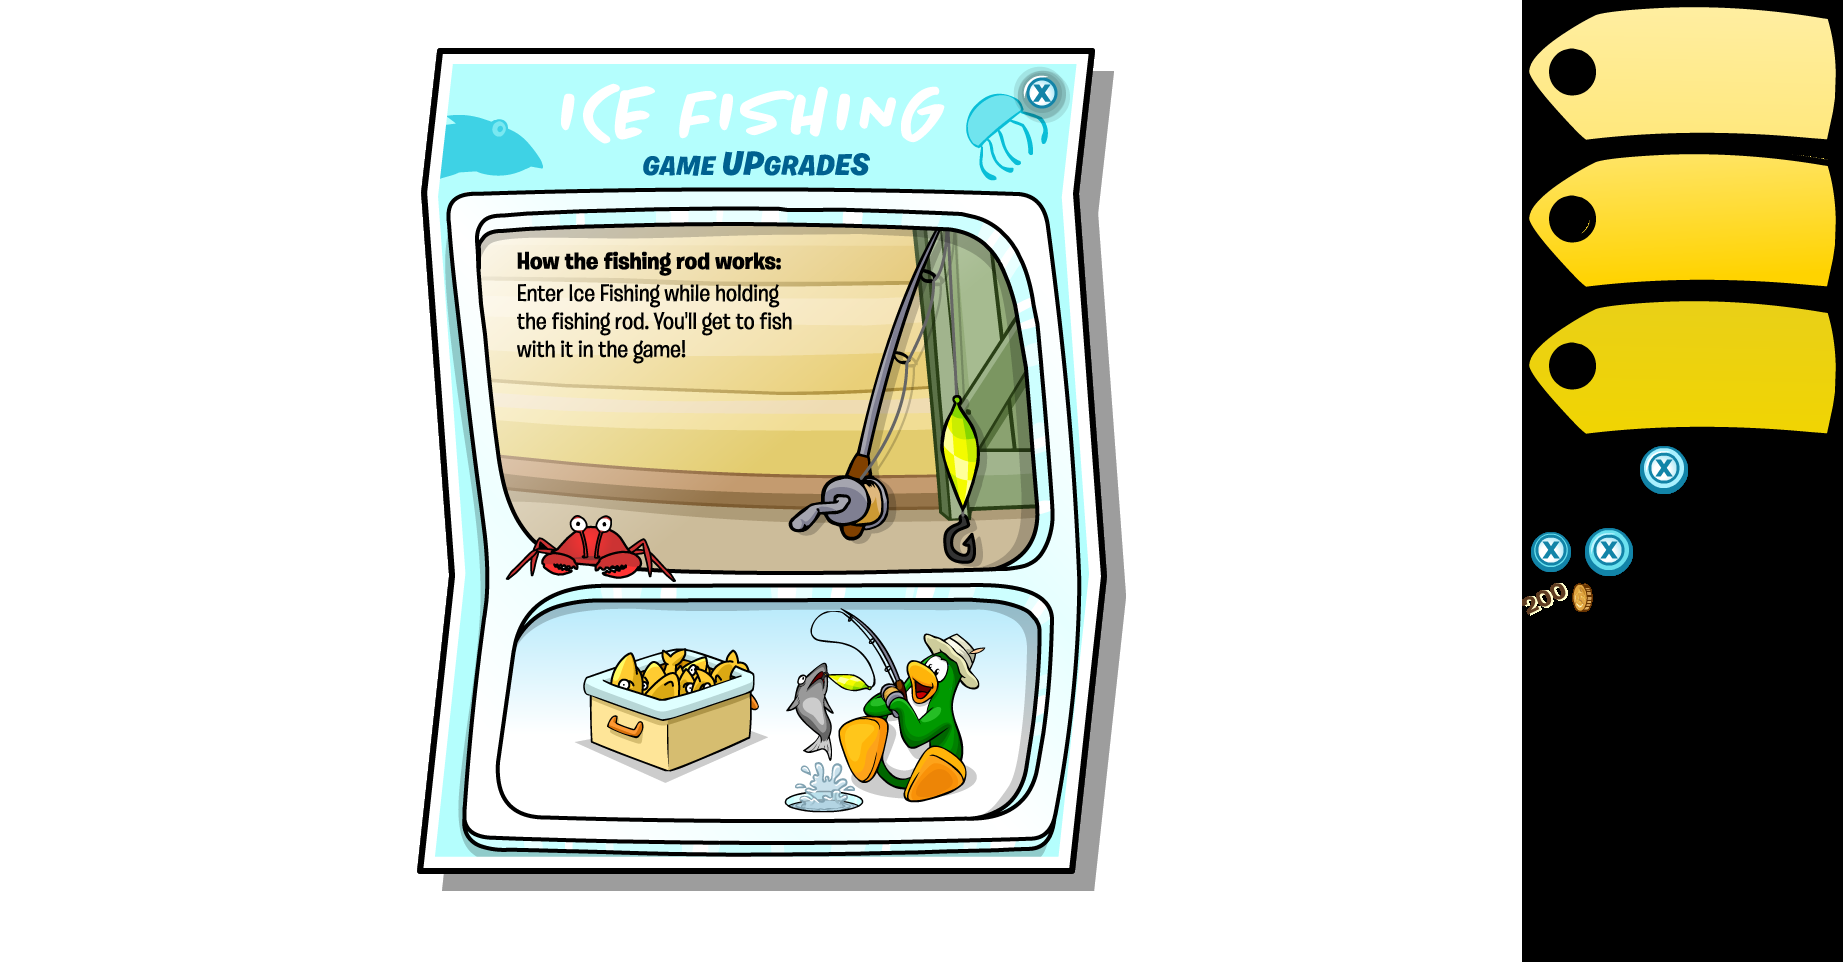 ICE FISHING
X
GAME UPGRADES
How the fishing rod works:
Enter Ice Fishing while holding
the fishing rod. You'll get to fish
with it in the game!
X
X
X
200